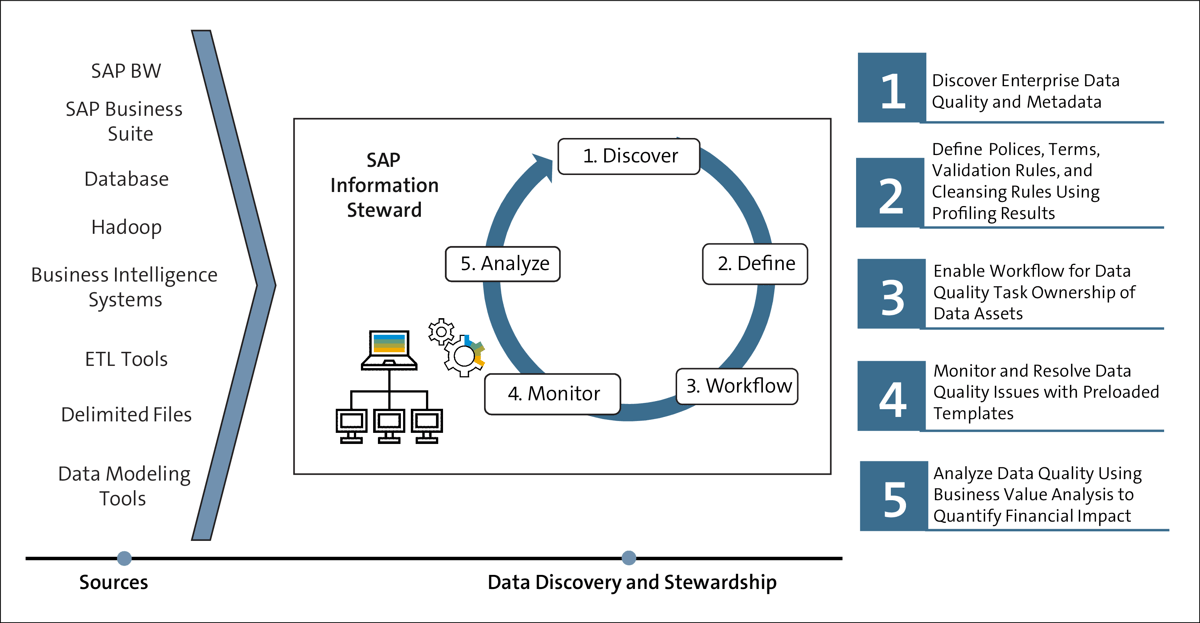 SAP BW
SAP Business
Suite
Database
Hadoop
Business Intelligence
Systems
ETL Tools
Delimited Files
Data Modeling
Tools
SAP
Information
Steward
1. Discover
2. Define
3. Workflow
4. Monitor
5. Analyze
1
Discover Enterprise Data
Quality and Metadata
2
Define Polices, Terms,
Validation Rules, and
Cleansing Rules Using
Profiling Results
3
Enable Workflow for Data
Quality Task Ownership of
Data Assets
4
Monitor and Resolve Data
Quality Issues with Preloaded
Templates
5
Analyze Data Quality Using
Business Value Analysis to
Quantify Financial Impact
Sources
Data Discovery and Stewardship